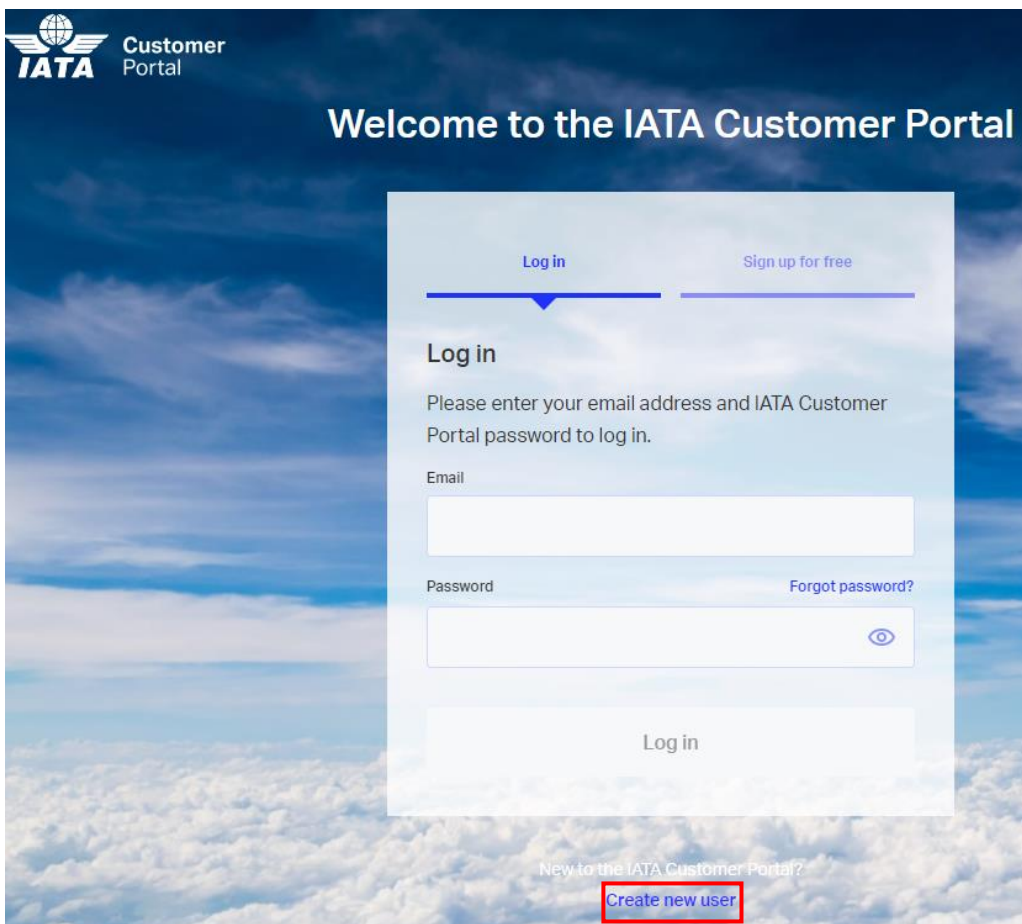 IATA
Customer
Portal
Welcome to the IATA Customer Portal
Log in
Sign up for free
Log in
Please enter your email address and IATA Customer
Portal password to log in.
Email
Password
Forgot password?
Log in
New to the IATA Customer Portal?
Create new user